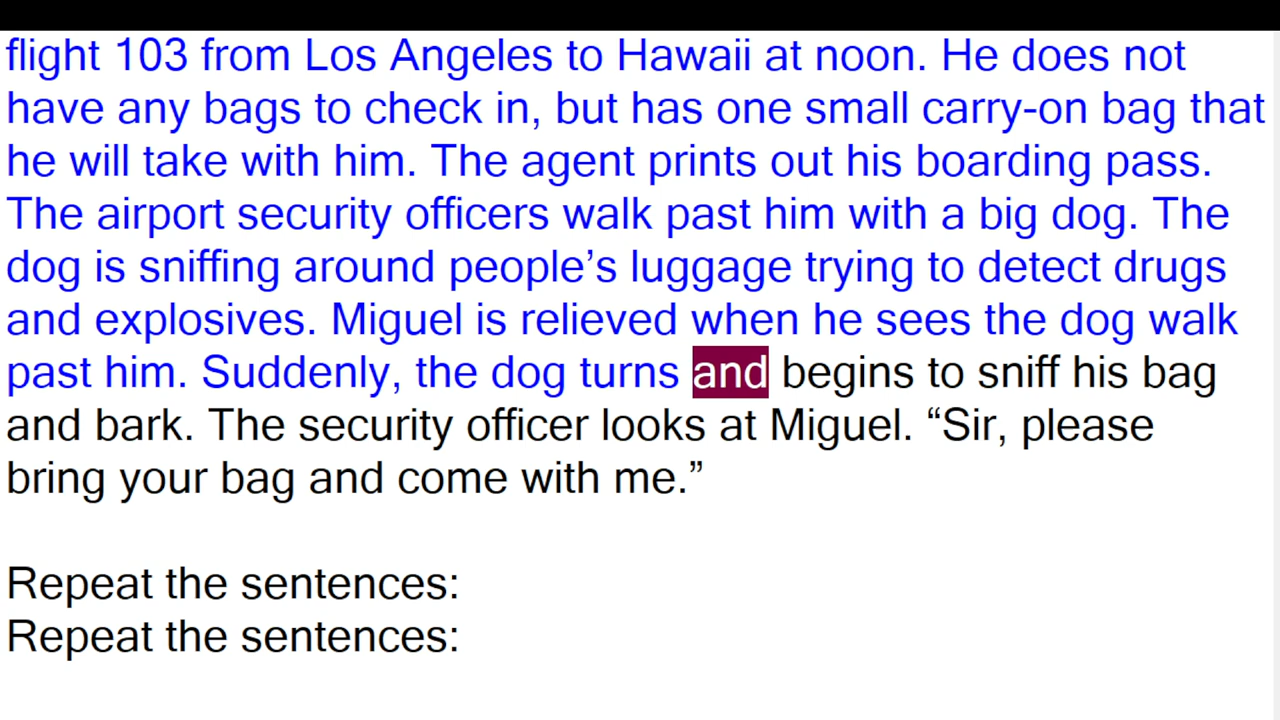 flight 103 from Los Angeles to Hawaii at noon. He does not
have any bags to check in, but has one small carry-on bag that
he will take with him. The agent prints out his boarding pass.
The airport security officers walk past him with a big dog. The
dog is sniffing around people’s luggage trying to detect drugs
and explosives. Miguel is relieved when he sees the dog walk
past him. Suddenly, the dog turns and begins to sniff his bag
and bark. The security officer looks at Miguel. “Sir, please
bring your bag and come with me.”
Repeat the sentences:
Repeat the sentences: